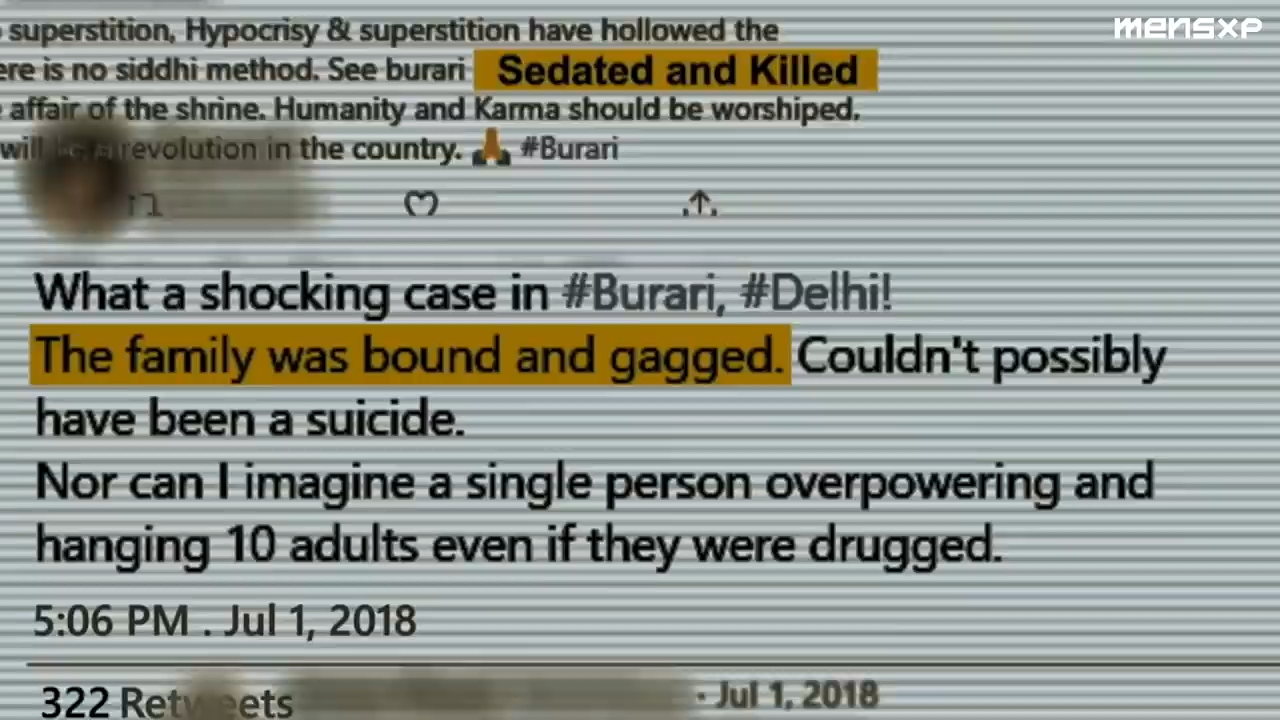 superstition, Hypocrisy & superstition have hollowed the
MENSXP
ere is no siddhi method. See burari Sedated and Killed
affair of the shrine. Humanity and Karma should be worshiped.
will revolution in the country. 🙏 #Burari
What a shocking case in #Burari, #Delhi!
The family was bound and gagged. Couldn't possibly
have been a suicide.
Nor can I imagine a single person overpowering and
hanging 10 adults even if they were drugged.
5:06 PM . Jul 1, 2018
322 Retweets
· Jul 1, 2018